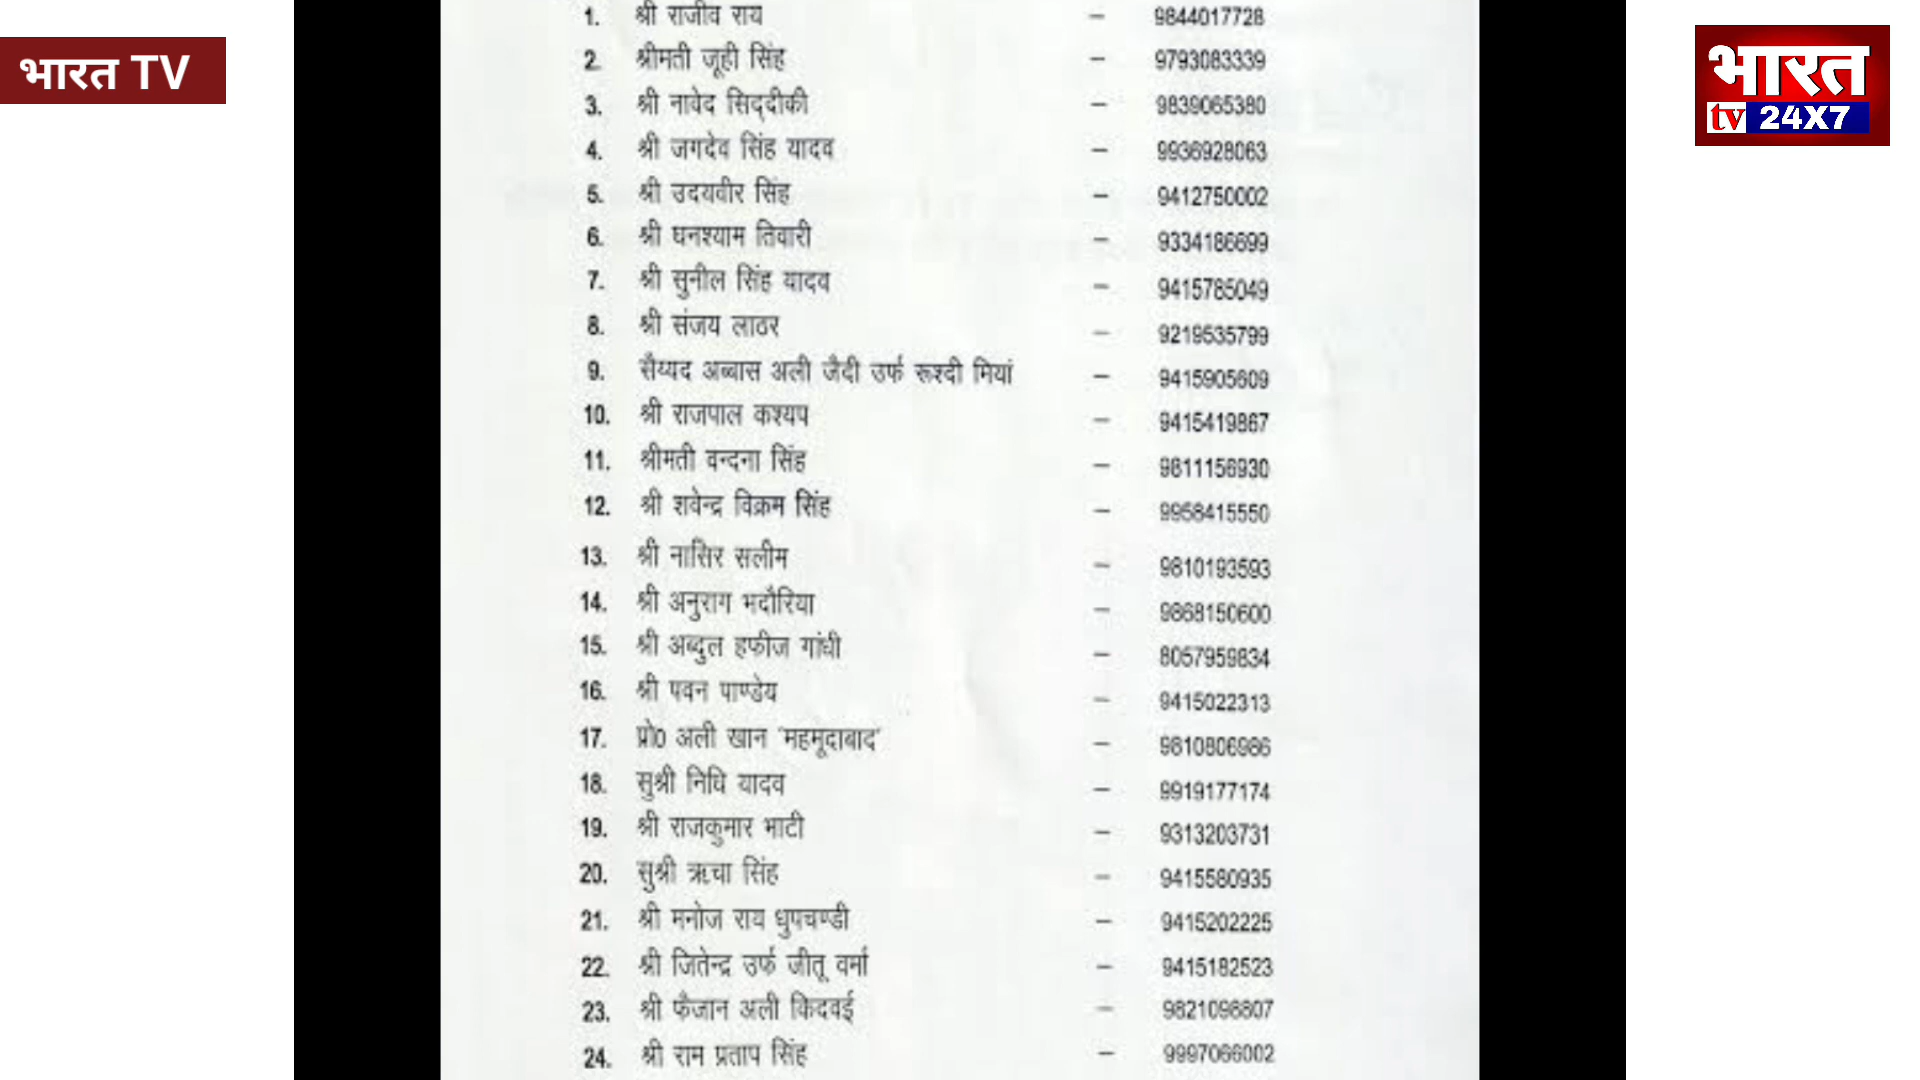 भारत TV
भारत
tv 24X7
1. श्री राजीव राय – 9844017728
2. श्रीमती जूही सिंह – 9793083339
3. श्री नावेद सिद्दीकी – 9839065380
4. श्री जगदेव सिंह यादव – 9936928063
5. श्री उदयवीर सिंह – 9412750002
6. श्री घनश्याम तिवारी – 9334186699
7. श्री सुनील सिंह यादव – 9415785049
8. श्री संजय लाठर – 9219535799
9. सैय्यद अब्बास अली जैदी उर्फ रूश्दी मियां – 9415905609
10. श्री राजपाल कश्यप – 9415419867
11. श्रीमती वन्दना सिंह – 9811156930
12. श्री शवेन्द्र विक्रम सिंह – 9958415550
13. श्री नासिर सलीम – 9810193593
14. श्री अनुराग भदौरिया – 9868150600
15. श्री अब्दुल हफीज गांधी – 8057959834
16. श्री पवन पाण्डेय – 9415022313
17. प्रो0 अली खान 'महमूदाबाद' – 9810806986
18. सुश्री निधि यादव – 9919177174
19. श्री राजकुमार भाटी – 9313203731
20. सुश्री ऋचा सिंह – 9415580935
21. श्री मनोज राय धुपचण्डी – 9415202225
22. श्री जितेन्द्र उर्फ जीतू वर्मा – 9415182523
23. श्री फैजान अली किदवई – 9821098807
24. श्री राम प्रताप सिंह – 9997066002